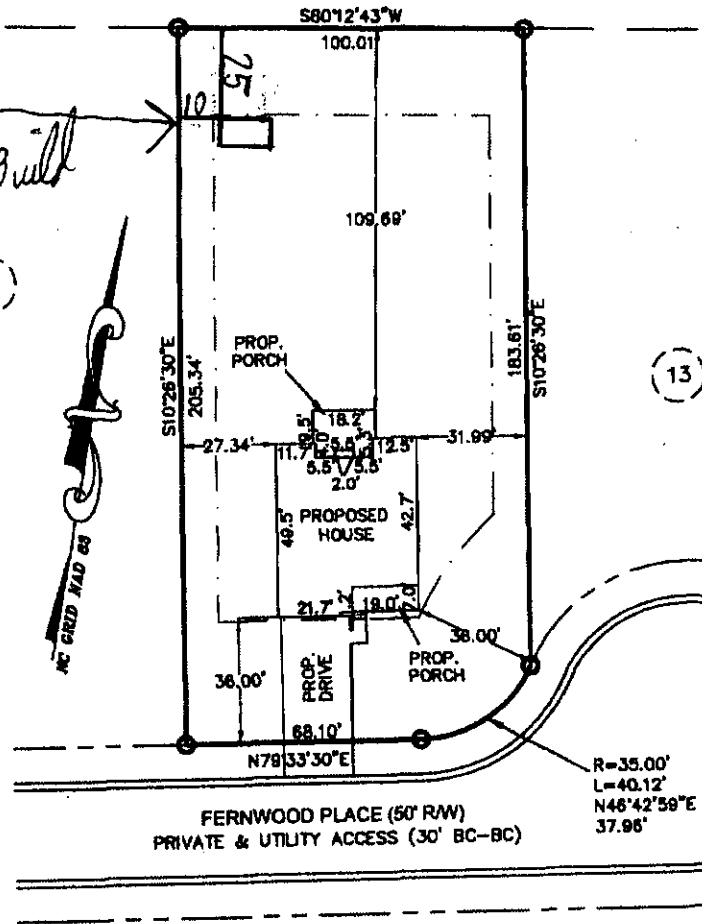 S80°12'43"W
100.01'
25
10
Build
109.69'
S10°26'30"E
205.34'
183.61'
S10°26'30"E
13
PROP.
PORCH
18.2'
27.34'
11.7'
5.5'
12.5'
31.99'
5.5'
5.5'
2.0'
49.5'
PROPOSED
HOUSE
42.7'
NC GRID NAD 83
21.7'
19.0'
7.0'
38.00'
36.00'
PROP.
DRIVE
PROP.
PORCH
68.10'
N79°33'30"E
R=35.00'
L=40.12'
N46°42'59"E
37.96'
FERNWOOD PLACE (50' R/W)
PRIVATE & UTILITY ACCESS (30' BC-BC)